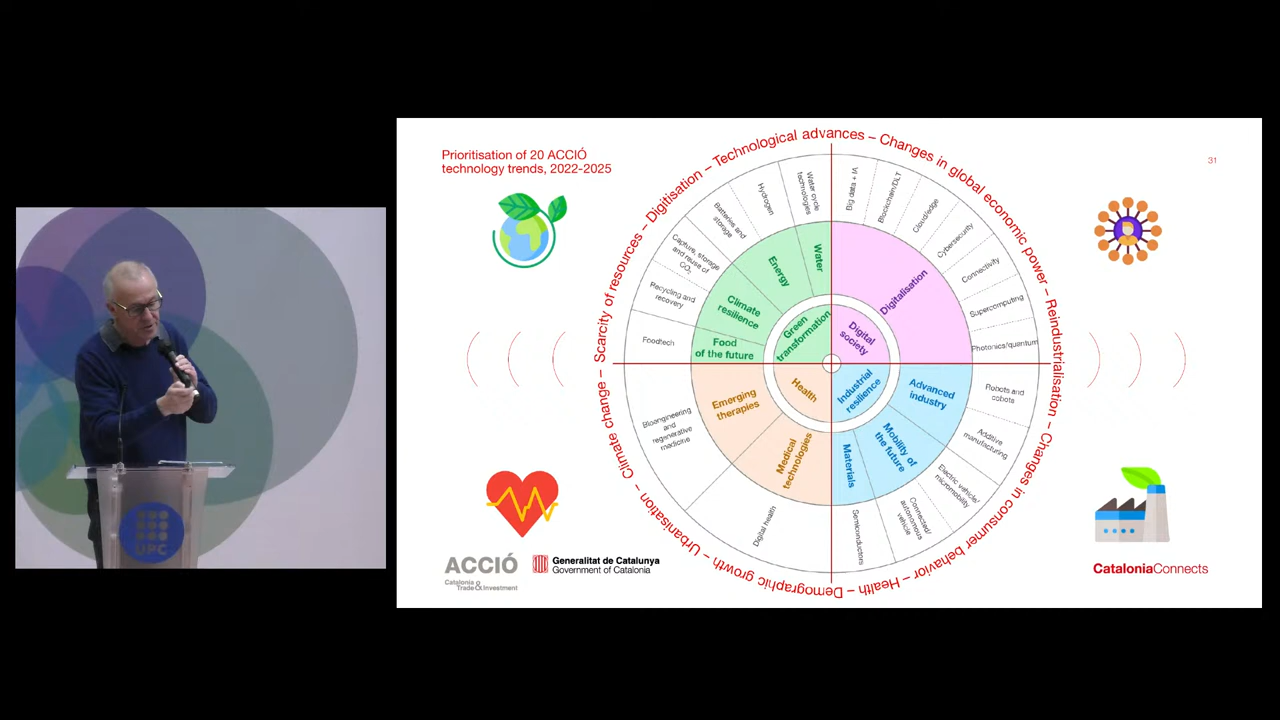 Prioritisation of 20 ACCIÓ
technology trends, 2022-2025
31
Climate change – Scarcity of resources – Digitisation – Technological advances – Changes in global economic power – Reindustrialisation – Changes in consumer behavior – Health – Demographic growth – Urbanisation –
Foodtech
Recycling and
recovery
Capture, storage
and reuse of
CO₂
Batteries and
storage
Hydrogen
Water cycle
technologies
Big data + IA
Blockchain/DLT
Cloud/edge
Cybersecurity
Connectivity
Supercomputing
Photonics/quantum
Robots and
cobots
Additive
manufacturing
Electric vehicle/
micromobility
Connected/
autonomous
vehicle
Semiconductors
Digital health
Bioengineering
and
regenerative
medicine
Food
of the future
Climate
resilience
Energy
Water
Digitalisation
Advanced
industry
Mobility of
the future
Materials
Medical
technologies
Emerging
therapies
Green
transformation
Digital
society
Industrial
resilience
Health
ACCIÓ
Catalonia
Trade & Investment
Generalitat de Catalunya
Government of Catalonia
CataloniaConnects
UPC